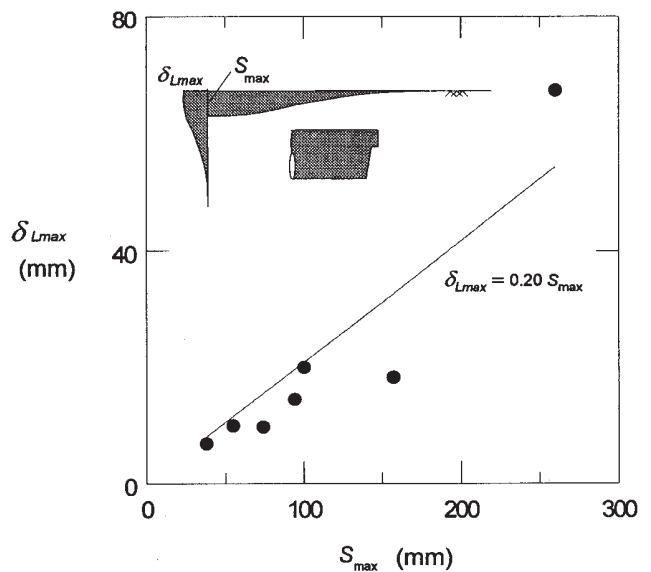 80
δLmax
Smax
δLmax
(mm)
40
δLmax = 0.20 Smax
0
0
100
200
300
Smax (mm)